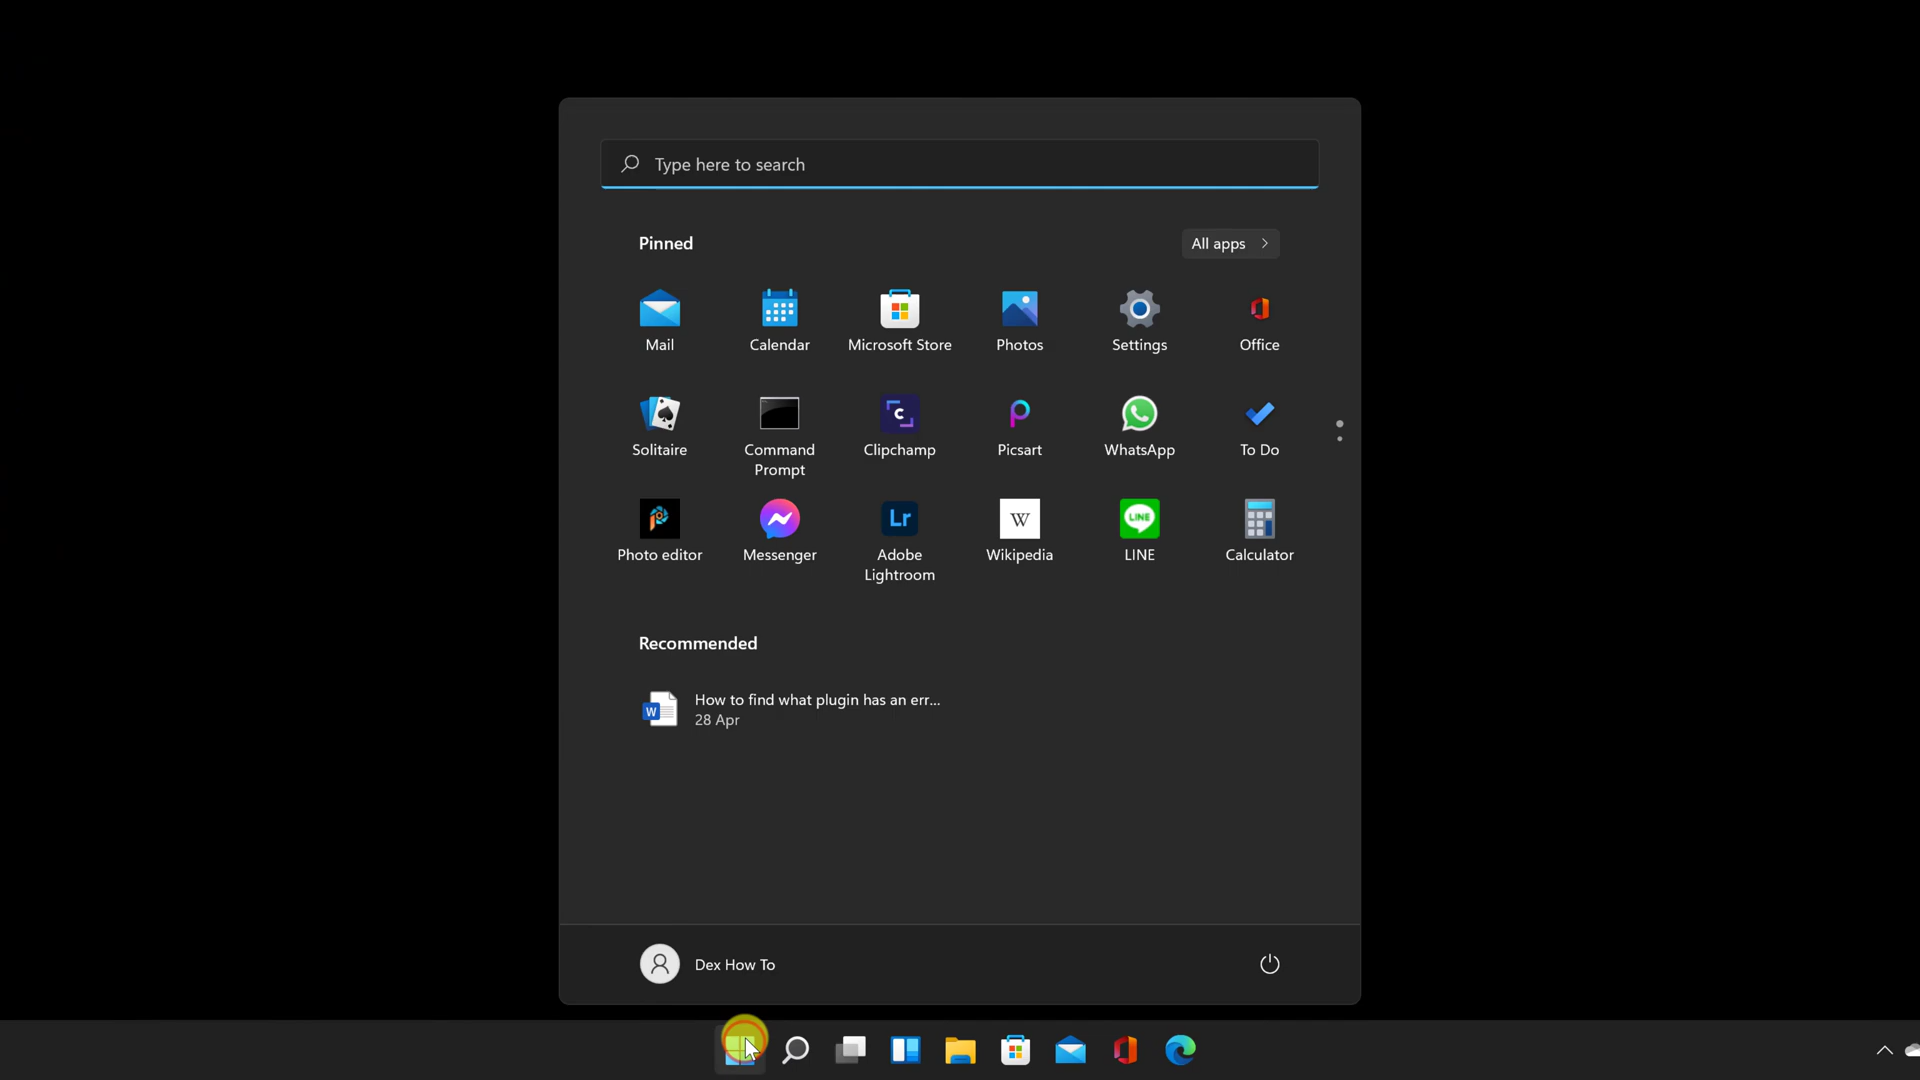 Type here to search
Pinned
All apps
Mail
Calendar
Microsoft Store
Photos
Settings
Office
Solitaire
Command
Prompt
Clipchamp
Picsart
WhatsApp
To Do
Photo editor
Messenger
Lr
Adobe
Lightroom
W
Wikipedia
LINE
LINE
Calculator
Recommended
W
How to find what plugin has an err...
28 Apr
Dex How To